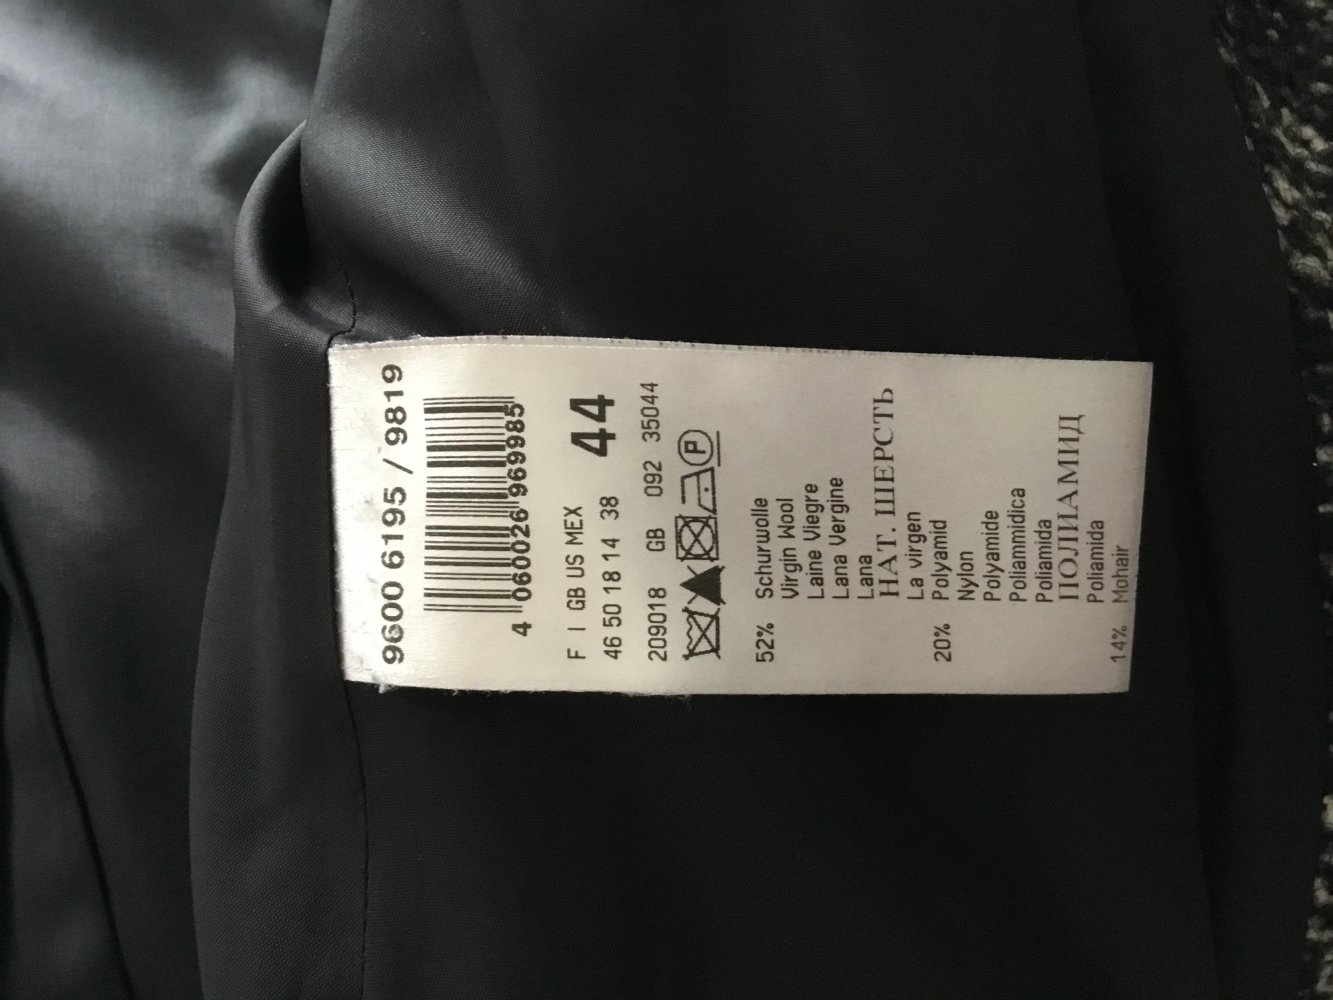 9600 6195 / 9819
4 060026 969985
F I GB US MEX
46 50 18 14 38 44
209018 GB 092 35044
P
52% Schurwolle
Virgin Wool
Laine Viegre
Lana Vergine
Lana
НАТ. ШЕРСТЬ
La virgen
20% Polyamid
Nylon
Polyamide
Poliammidica
Poliamida
ПОЛИАМИД
Poliamida
14% Mohair